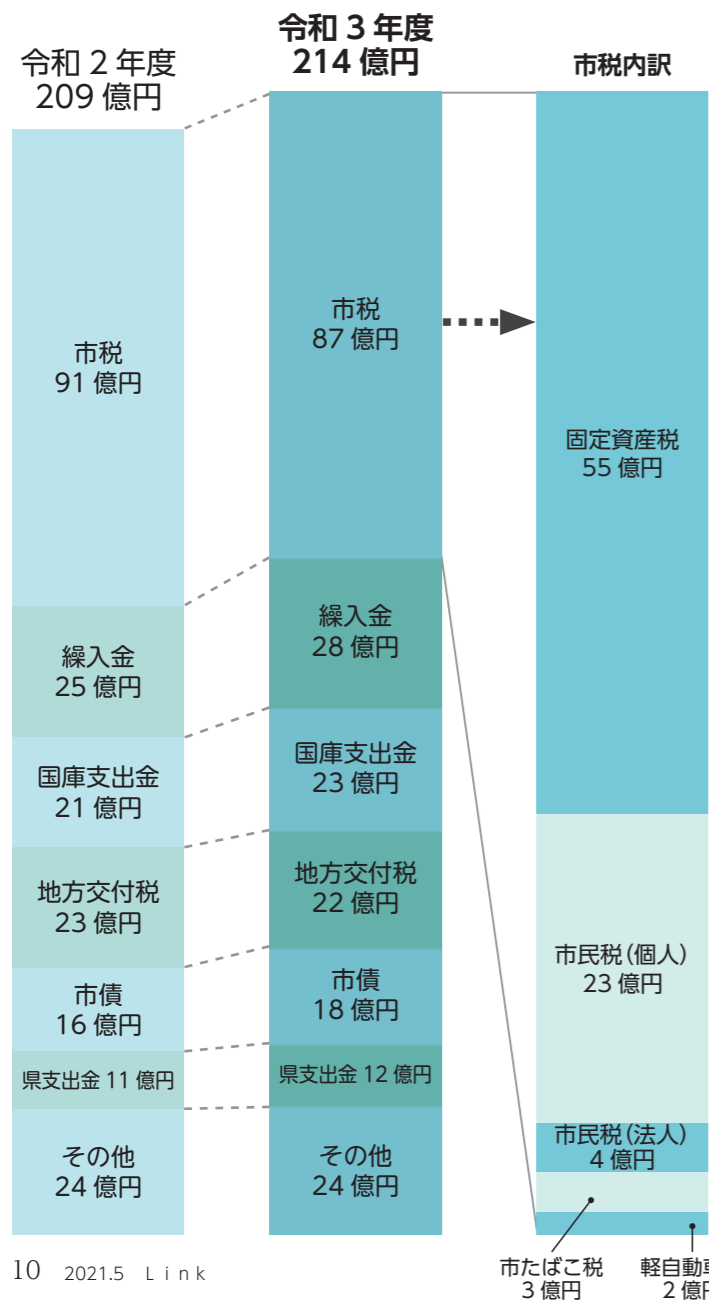 令和 2 年度
209 億円
市税
91 億円
繰入金
25 億円
国庫支出金
21 億円
地方交付税
23 億円
市債
16 億円
県支出金 11 億円
その他
24 億円
令和 3 年度
214 億円
市税
87 億円
繰入金
28 億円
国庫支出金
23 億円
地方交付税
22 億円
市債
18 億円
県支出金 12 億円
その他
24 億円
市税内訳
固定資産税
55 億円
市民税(個人)
23 億円
市民税(法人)
4 億円
市たばこ税
3 億円
軽自動車
2 億円
10 2021.5 Link